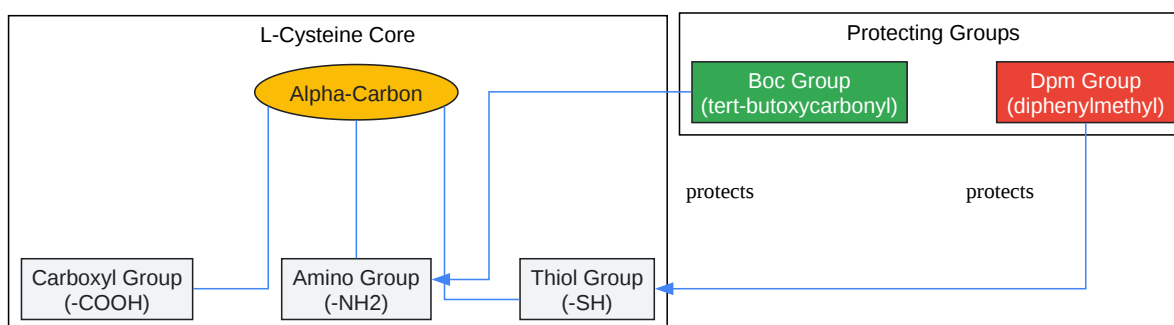 L-Cysteine Core
Protecting Groups
Alpha-Carbon
Boc Group
(tert-butoxycarbonyl)
Dpm Group
(diphenylmethyl)
protects
protects
Carboxyl Group
(-COOH)
Amino Group
(-NH2)
Thiol Group
(-SH)